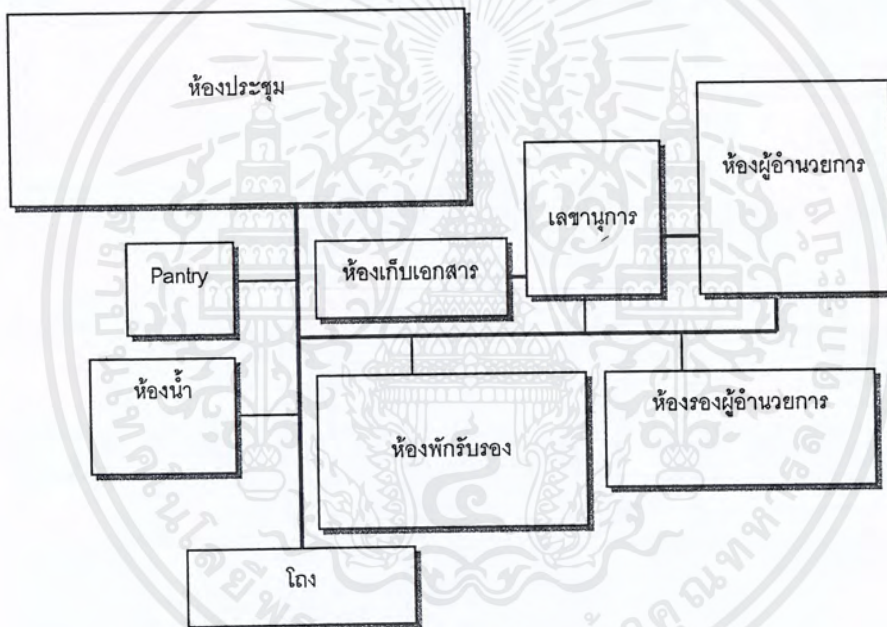 ห้องประชุม
ห้องผู้อำนวยการ
เลขานุการ
Pantry
ห้องเก็บเอกสาร
ห้องน้ำ
ห้องรองผู้อำนวยการ
ห้องพักรับรอง
โถง